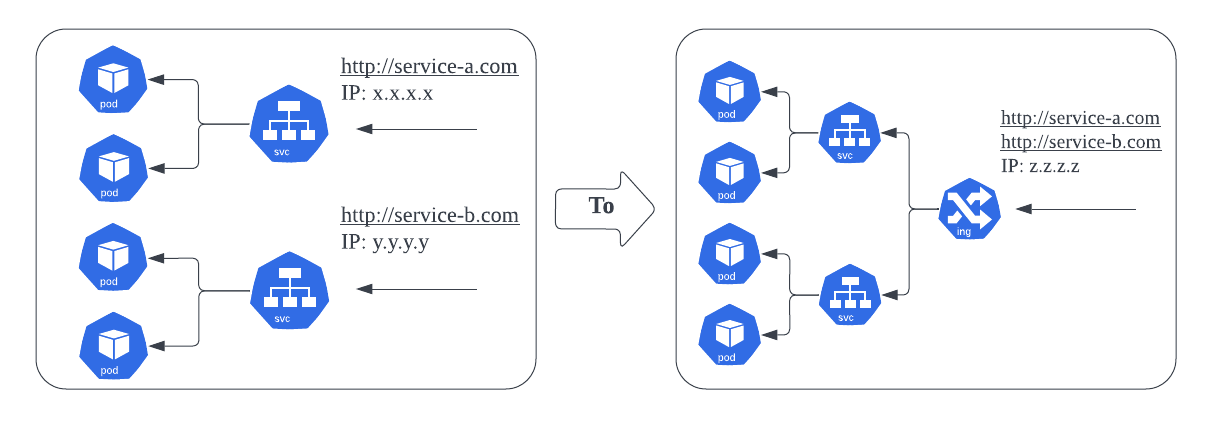 http://service-a.com
IP: x.x.x.x
pod
svc
pod
http://service-b.com
IP: y.y.y.y
pod
svc
pod
To
pod
svc
pod
http://service-a.com
http://service-b.com
IP: z.z.z.z
ing
pod
svc
pod